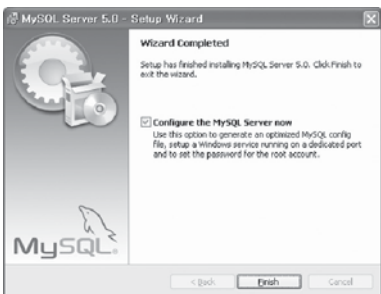 MySQL Server 5.0 - Setup Wizard
Wizard Completed
Setup has finished installing MySQL Server 5.0. Click Finish to
exit the wizard.
Configure the MySQL Server now
Use this option to generate an optimized MySQL config
file, setup a Windows service running on a dedicated port
and to set the password for the root account.
MySQL®
< Back
Finish
Cancel